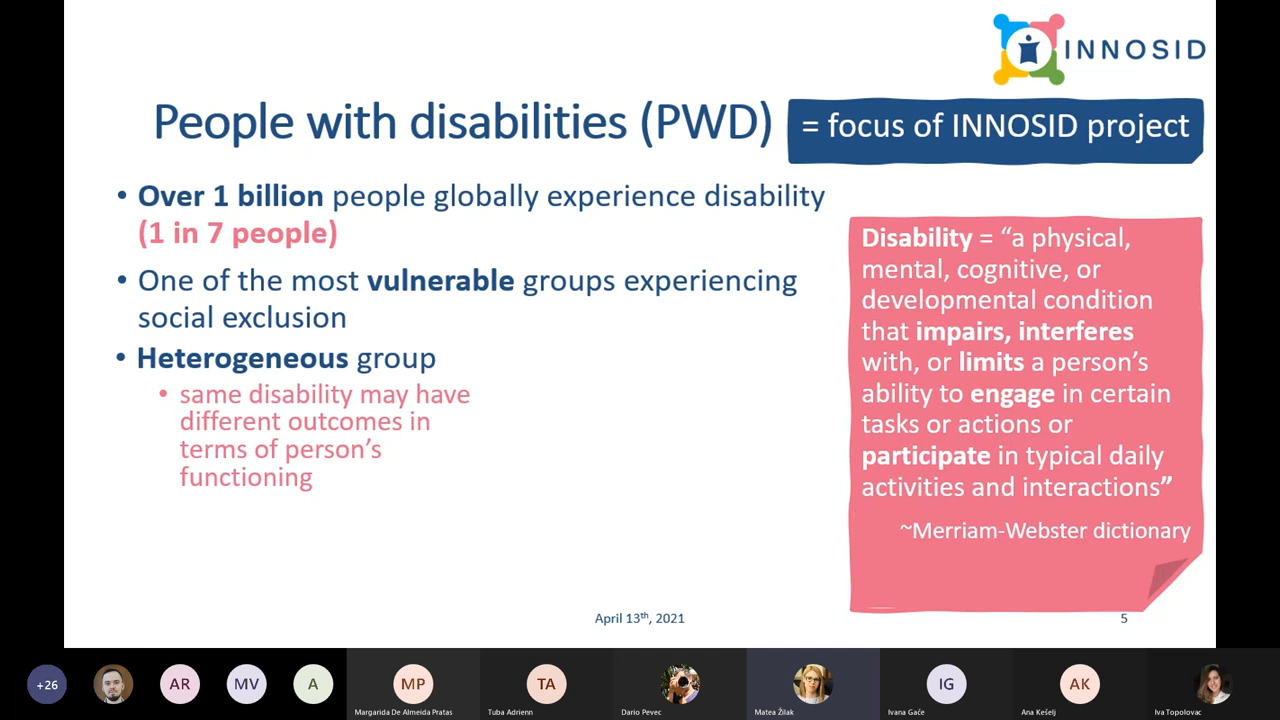 INNOSID
People with disabilities (PWD)
= focus of INNOSID project
• Over 1 billion people globally experience disability
(1 in 7 people)
• One of the most vulnerable groups experiencing
social exclusion
• Heterogeneous group
• same disability may have
different outcomes in
terms of person’s
functioning
Disability = “a physical,
mental, cognitive, or
developmental condition
that impairs, interferes
with, or limits a person’s
ability to engage in certain
tasks or actions or
participate in typical daily
activities and interactions”
~Merriam-Webster dictionary
April 13th, 2021
5
+26
AR
MV
A
MP
Margarida De Almeida Pratas
TA
Tuba Adrienn
Dario Pevec
Matea Žilak
IG
Ivana Gače
AK
Ana Kešelj
Iva Topolovac